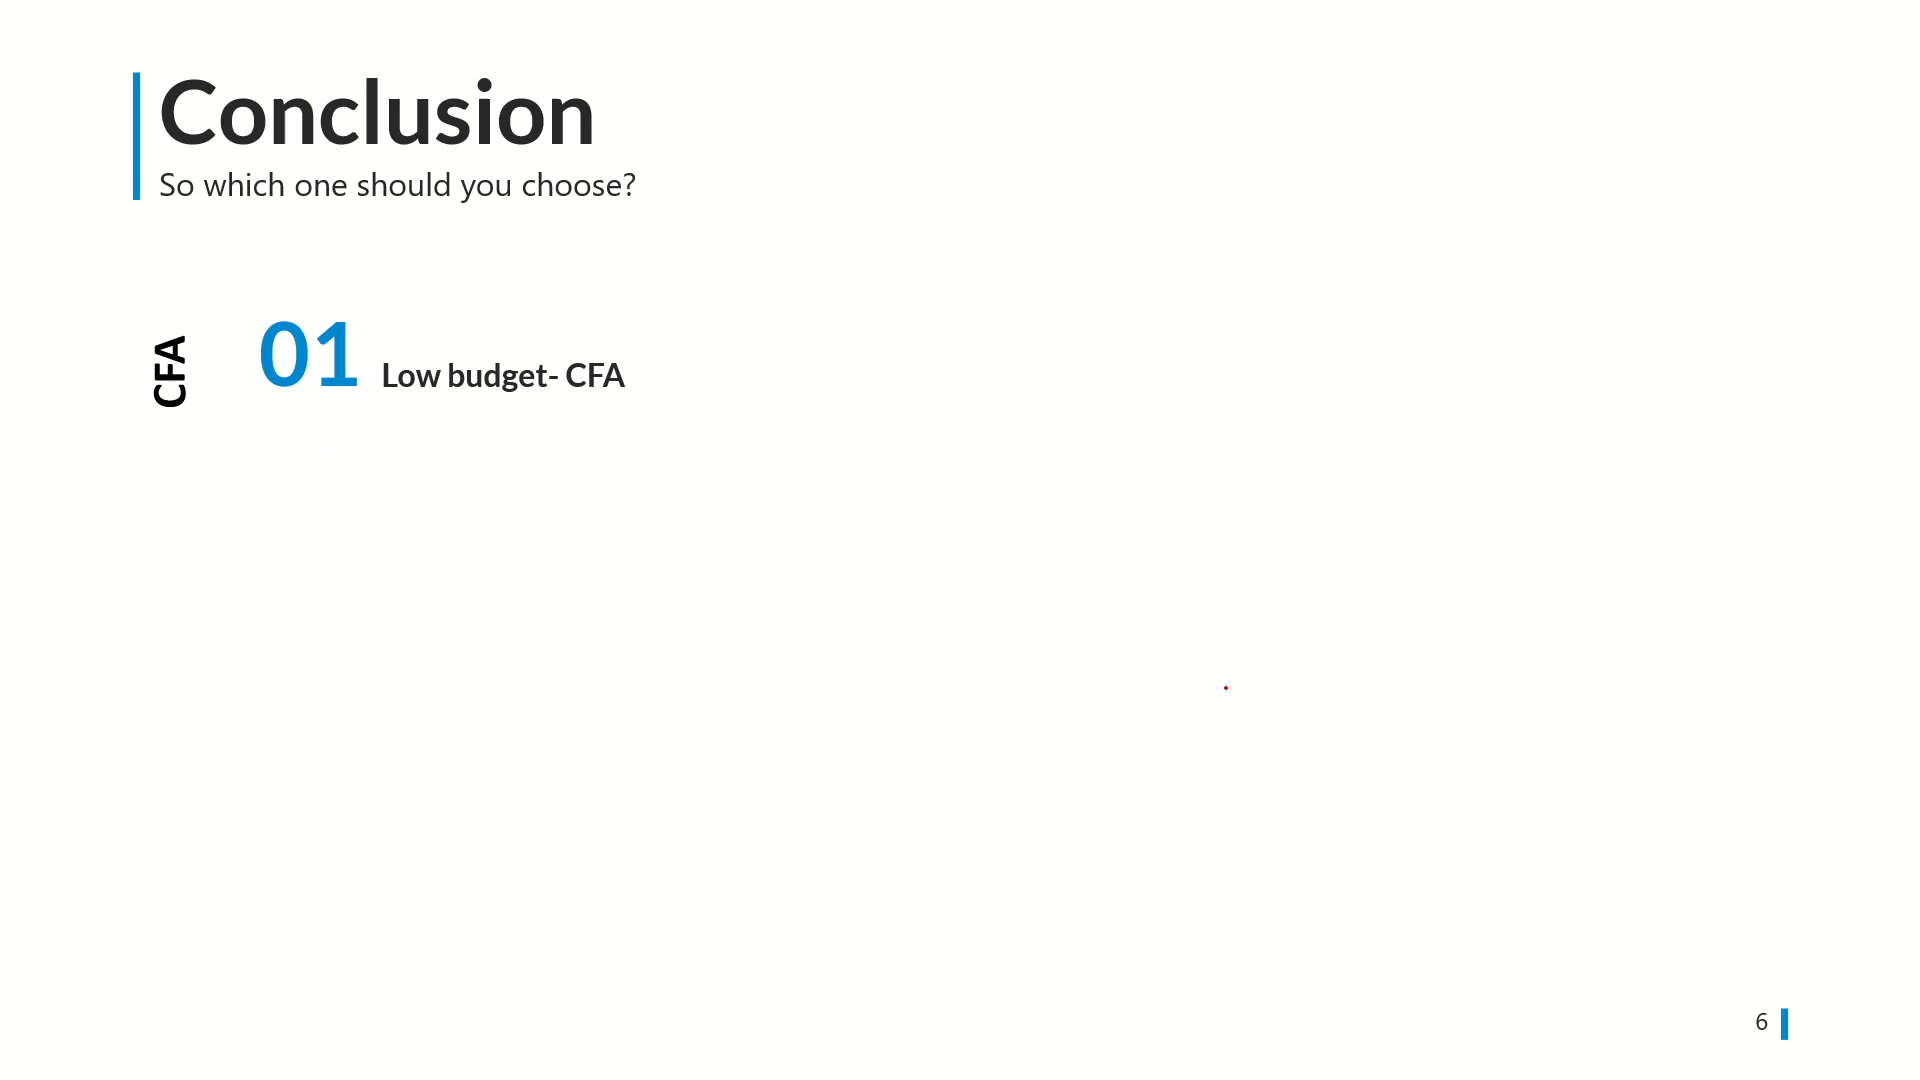 Conclusion
So which one should you choose?
CFA
01 Low budget- CFA
6